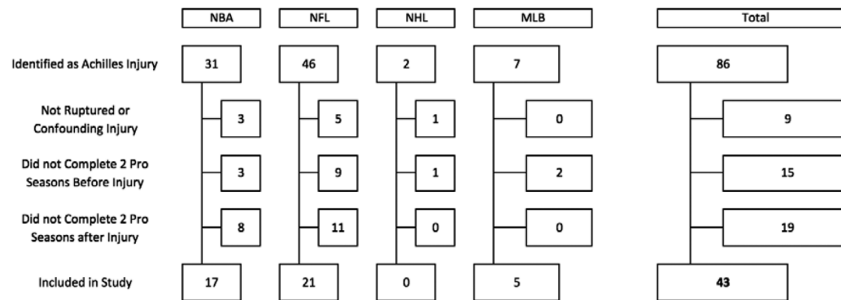 NBA NFL NHL MLB Total
Identified as Achilles Injury 31 46 2 7 86
Not Ruptured or
Confounding Injury 3 5 1 0 9
Did not Complete 2 Pro
Seasons Before Injury 3 9 1 2 15
Did not Complete 2 Pro
Seasons after Injury 8 11 0 0 19
Included in Study 17 21 0 5 43